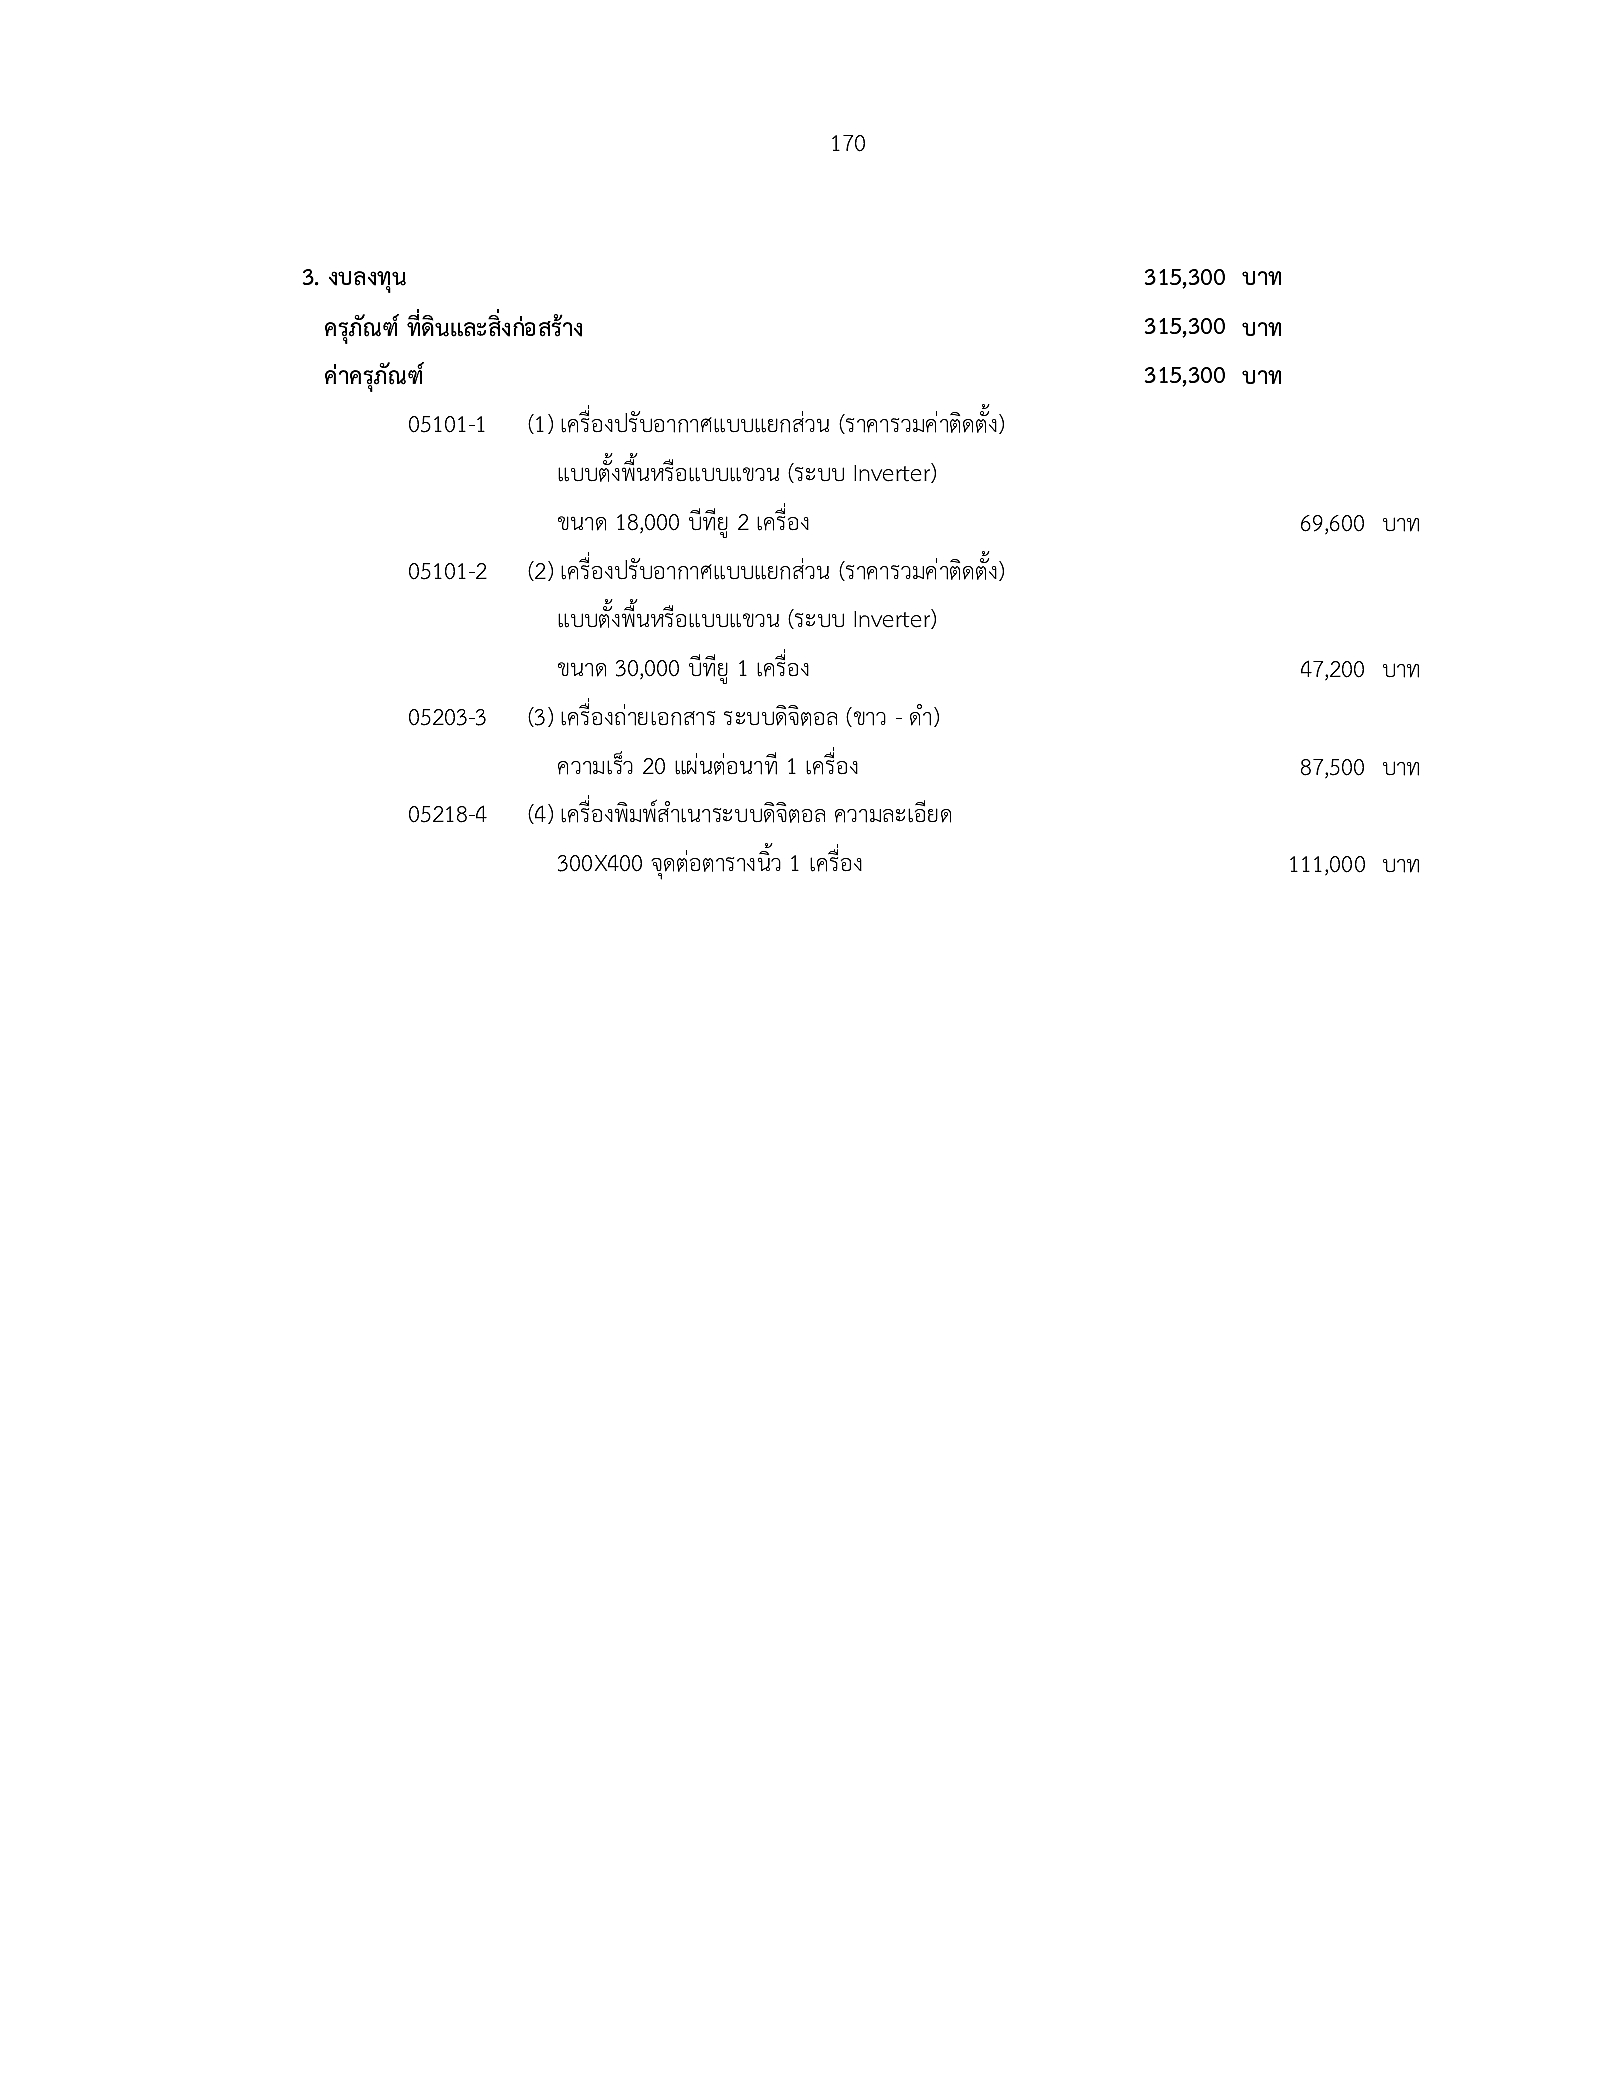 170
3. งบลงทุน 315,300 บาท
ครุภัณฑ์ ที่ดินและสิ่งก่อสร้าง 315,300 บาท
ค่าครุภัณฑ์ 315,300 บาท
05101-1 (1) เครื่องปรับอากาศแบบแยกส่วน (ราคารวมค่าติดตั้ง)
แบบตั้งพื้นหรือแบบแขวน (ระบบ Inverter)
ขนาด 18,000 บีทียู 2 เครื่อง 69,600 บาท
05101-2 (2) เครื่องปรับอากาศแบบแยกส่วน (ราคารวมค่าติดตั้ง)
แบบตั้งพื้นหรือแบบแขวน (ระบบ Inverter)
ขนาด 30,000 บีทียู 1 เครื่อง 47,200 บาท
05203-3 (3) เครื่องถ่ายเอกสาร ระบบดิจิตอล (ขาว - ดำ)
ความเร็ว 20 แผ่นต่อนาที 1 เครื่อง 87,500 บาท
05218-4 (4) เครื่องพิมพ์สำเนาระบบดิจิตอล ความละเอียด
300X400 จุดต่อตารางนิ้ว 1 เครื่อง 111,000 บาท